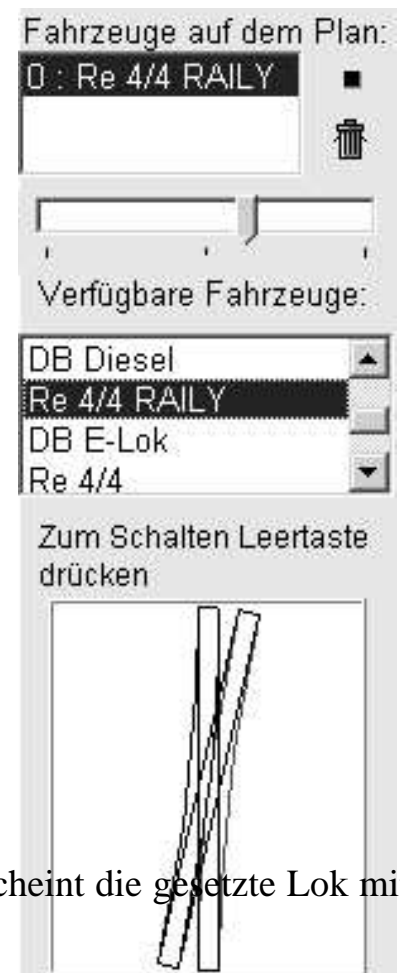 Fahrzeuge auf dem Plan:
0 : Re 4/4 RAILY
Verfügbare Fahrzeuge:
DB Diesel
Re 4/4 RAILY
DB E-Lok
Re 4/4
Zum Schalten Leertaste
drücken
cheint die gesetzte Lok mi